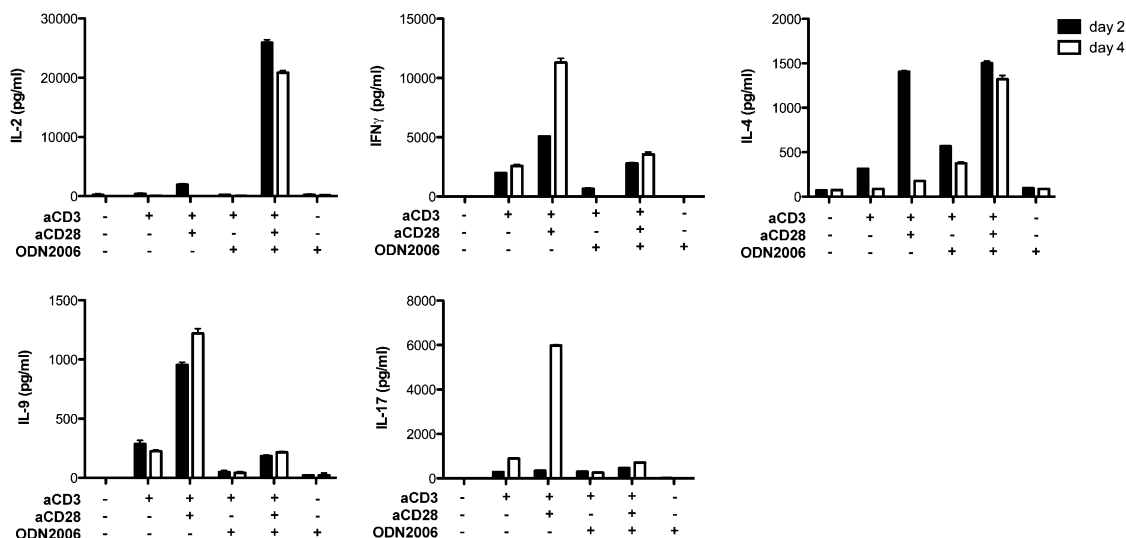 day 2
day 4
IL-2 (pg/ml)
30000
20000
10000
0
aCD3 - + + + + -
aCD28 - - + - + -
ODN2006 - - - + + +
IFNγ (pg/ml)
15000
10000
5000
0
aCD3 - + + + + -
aCD28 - - + - + -
ODN2006 - - - + + +
IL-4 (pg/ml)
2000
1500
1000
500
0
aCD3 - + + + + -
aCD28 - - + - + -
ODN2006 - - - + + +
IL-9 (pg/ml)
1500
1000
500
0
aCD3 - + + + + -
aCD28 - - + - + -
ODN2006 - - - + + +
IL-17 (pg/ml)
8000
6000
4000
2000
0
aCD3 - + + + + -
aCD28 - - + - + -
ODN2006 - - - + + +